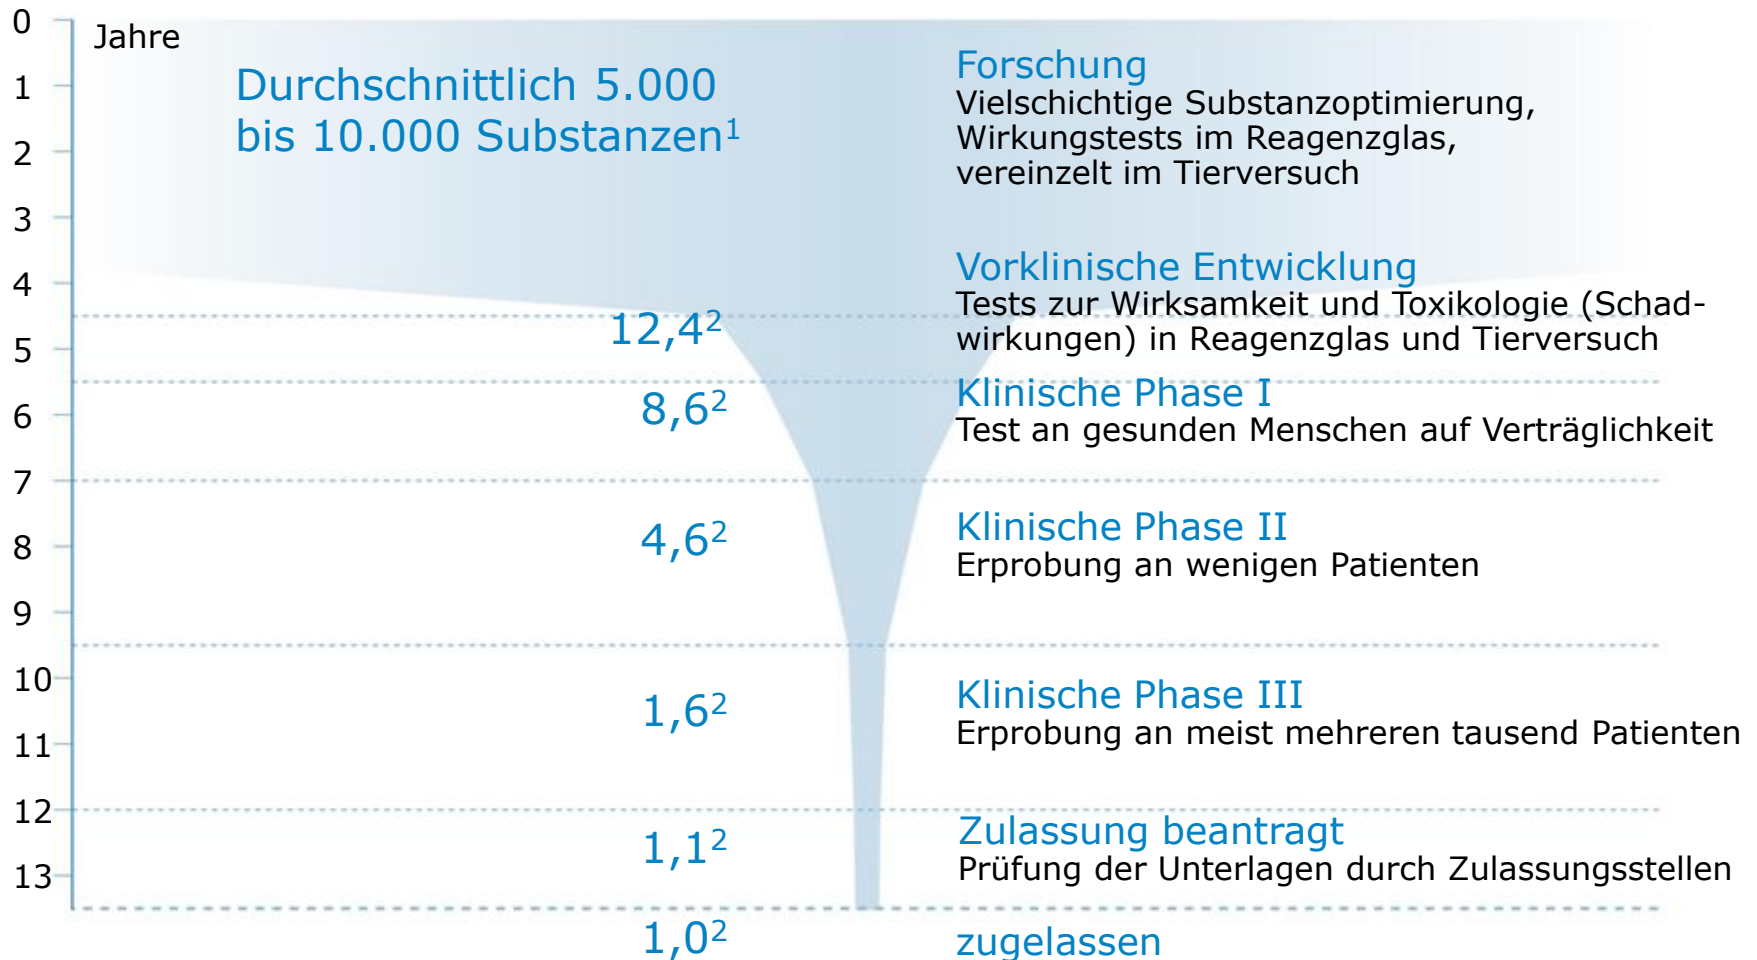 0
Jahre
1
2
3
4
5
6
7
8
9
10
11
12
13
Durchschnittlich 5.000
bis 10.000 Substanzen¹
Forschung
Vielschichtige Substanzoptimierung,
Wirkungstests im Reagenzglas,
vereinzelt im Tierversuch
12,4²
Vorklinische Entwicklung
Tests zur Wirksamkeit und Toxikologie (Schad-
wirkungen) in Reagenzglas und Tierversuch
8,6²
Klinische Phase I
Test an gesunden Menschen auf Verträglichkeit
4,6²
Klinische Phase II
Erprobung an wenigen Patienten
1,6²
Klinische Phase III
Erprobung an meist mehreren tausend Patienten
1,1²
Zulassung beantragt
Prüfung der Unterlagen durch Zulassungsstellen
1,0²
zugelassen